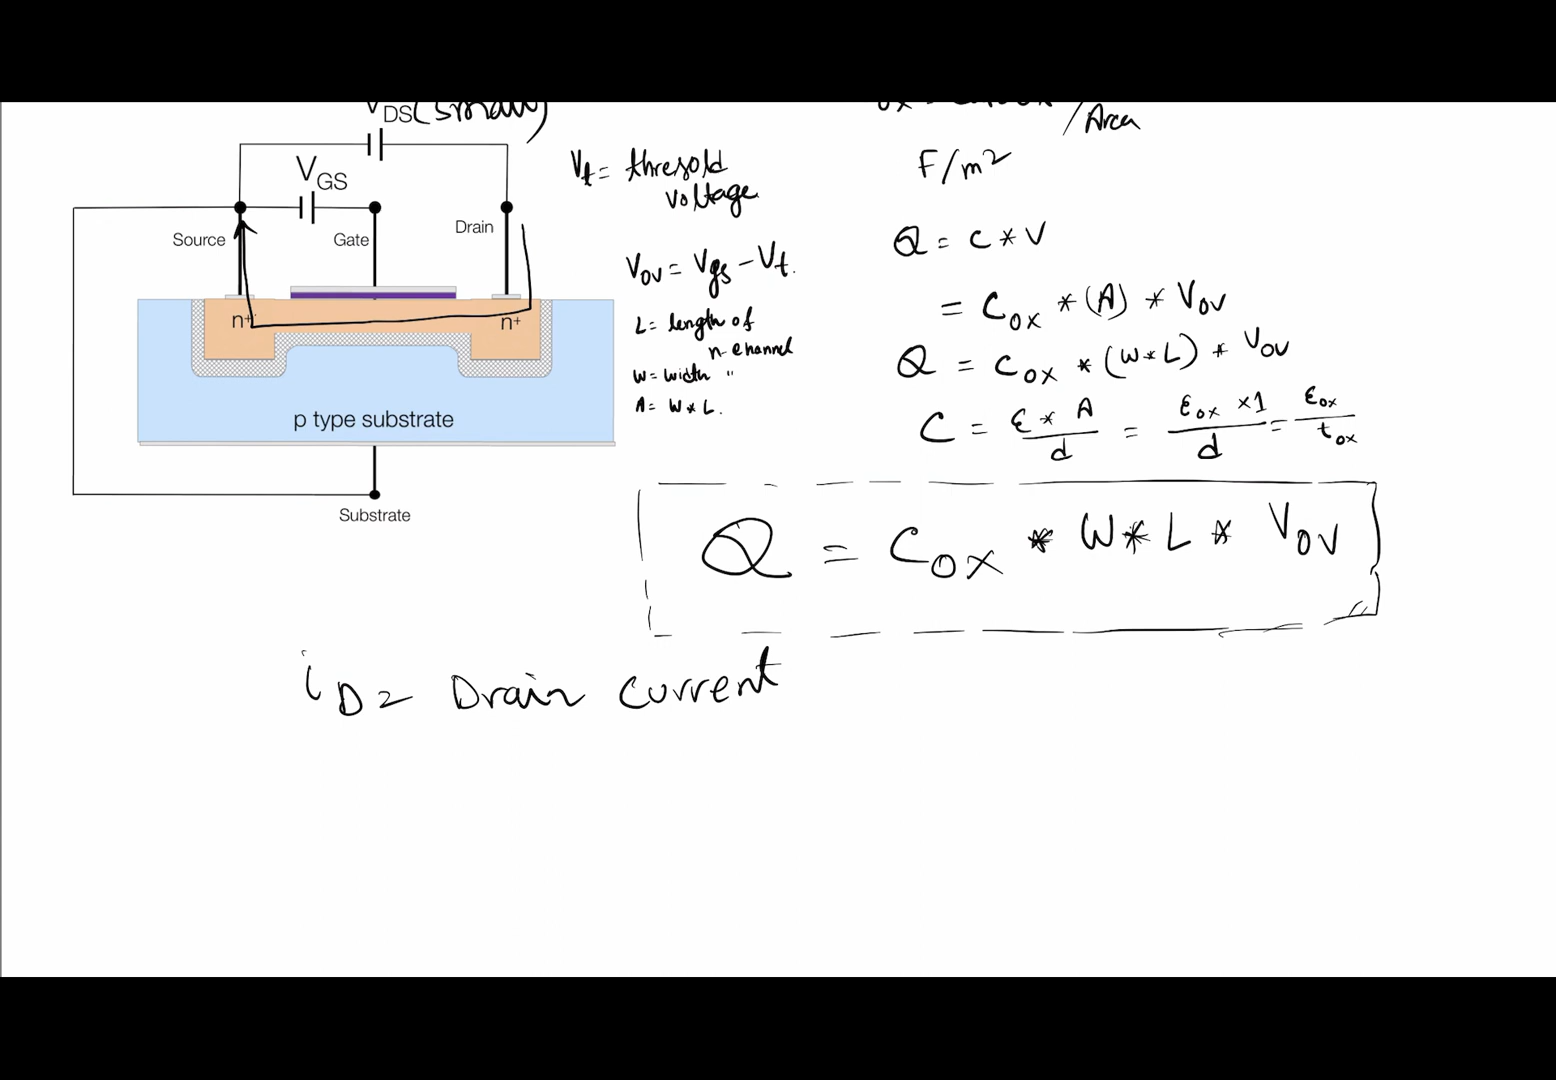 VDS(small)
VGS
Source
Gate
Drain
n+
n+
p type substrate
Substrate
Vt = thresold
voltage
Vov = Vgs - Vt.
L = length of
n-channel
W = width "
A = W * L.
/Area
F/m²
Q = C * V
= Cox * (A) * Vov
Q = Cox * (W * L) * Vov
C = ε * A / d = εox × 1 / d = εox / tox
Q = Cox * W * L * Vov
iD = Drain current